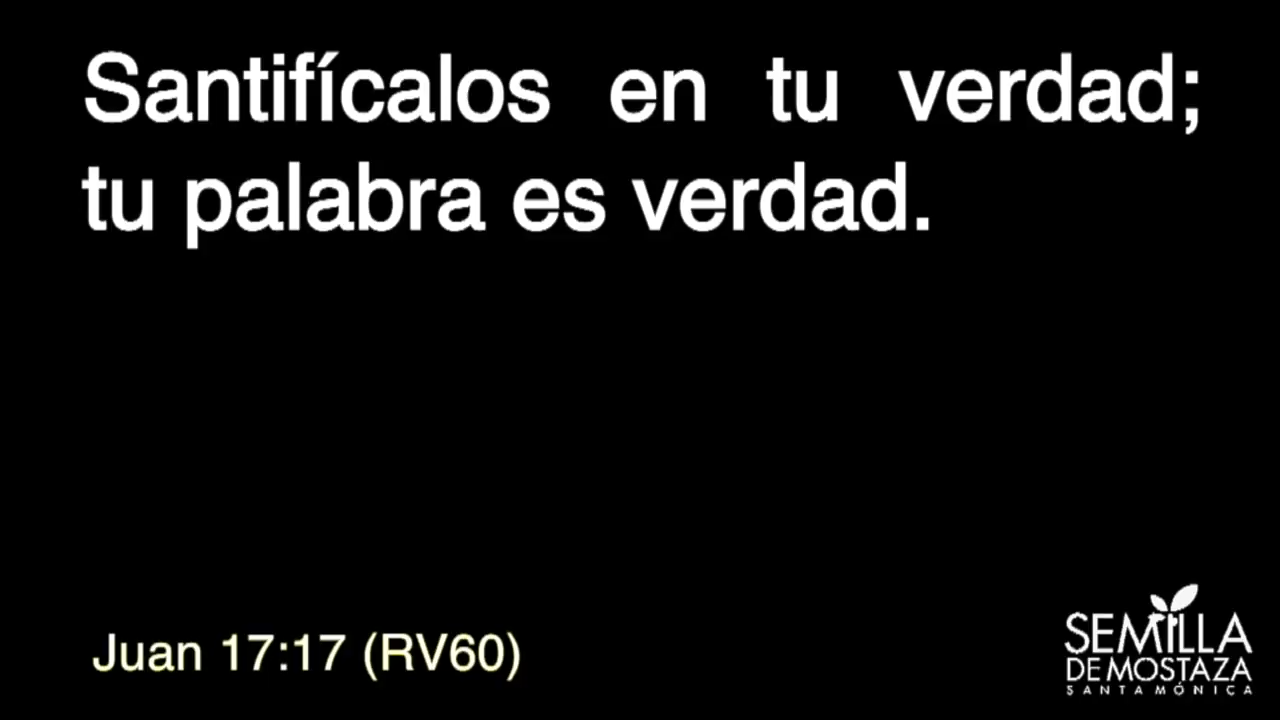 Santifícalos en tu verdad;
tu palabra es verdad.
Juan 17:17 (RV60)
SEMILLA
DE MOSTAZA
SANTA MÓNICA